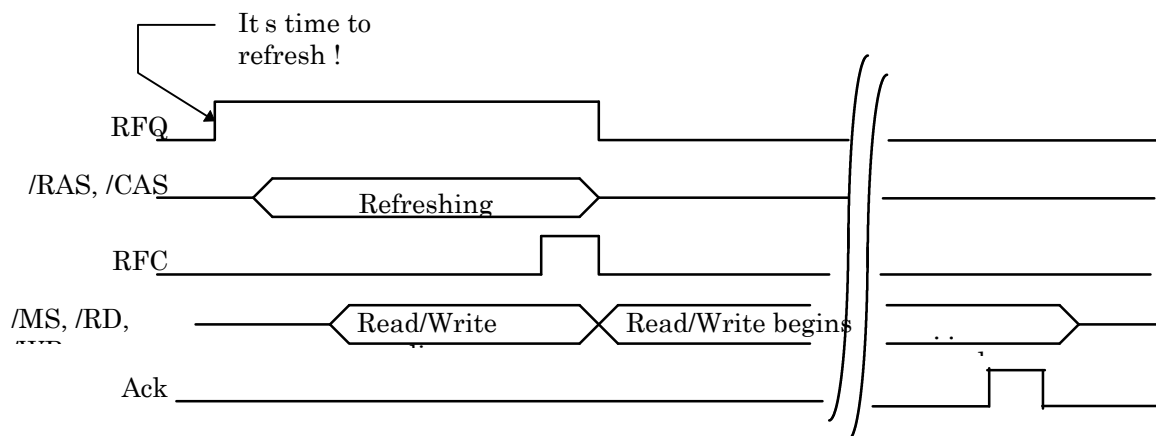 It s time to
refresh !
RFQ
/RAS, /CAS
Refreshing
RFC
/MS, /RD,
Read/Write
Read/Write begins
Ack